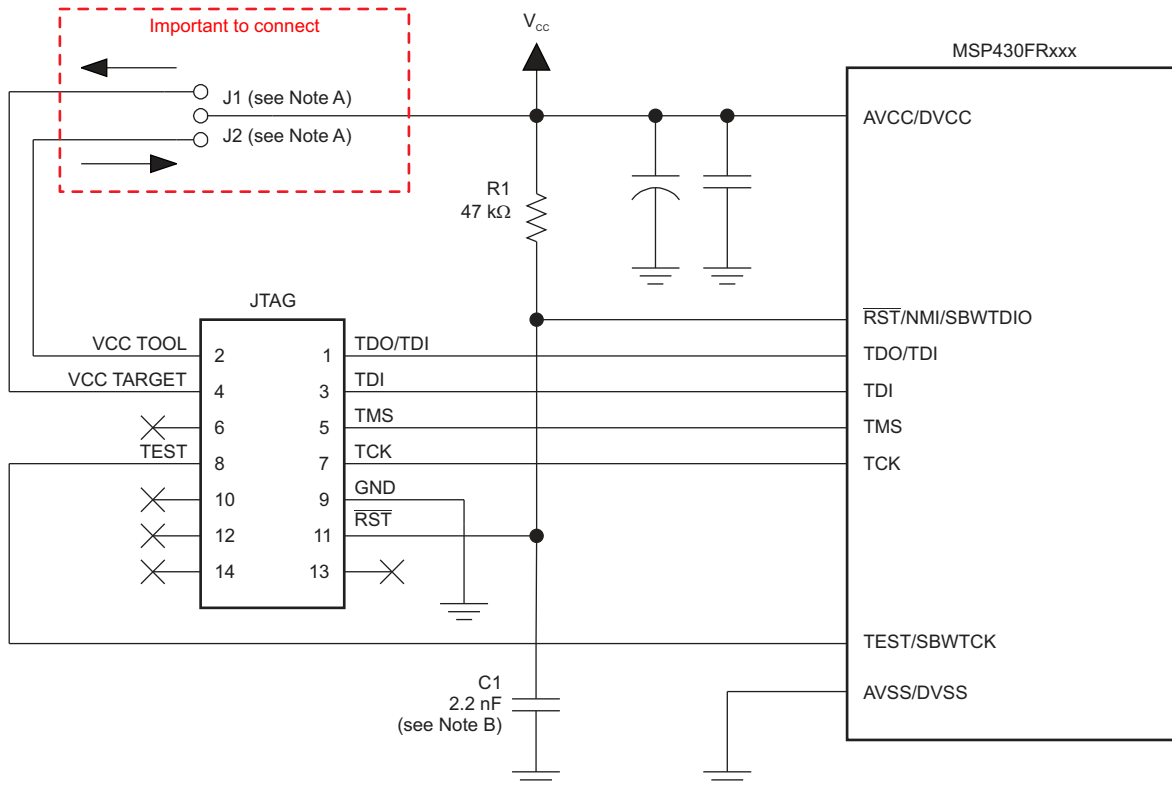 Important to connect
VCC
MSP430FRxxx
J1 (see Note A)
J2 (see Note A)
AVCC/DVCC
R1
47 kΩ
JTAG
RST/NMI/SBWTDIO
VCC TOOL 2 1 TDO/TDI TDO/TDI
VCC TARGET 4 3 TDI TDI
6 5 TMS TMS
TEST 8 7 TCK TCK
10 9 GND
12 11 RST
14 13
TEST/SBWTCK
C1
2.2 nF
(see Note B)
AVSS/DVSS